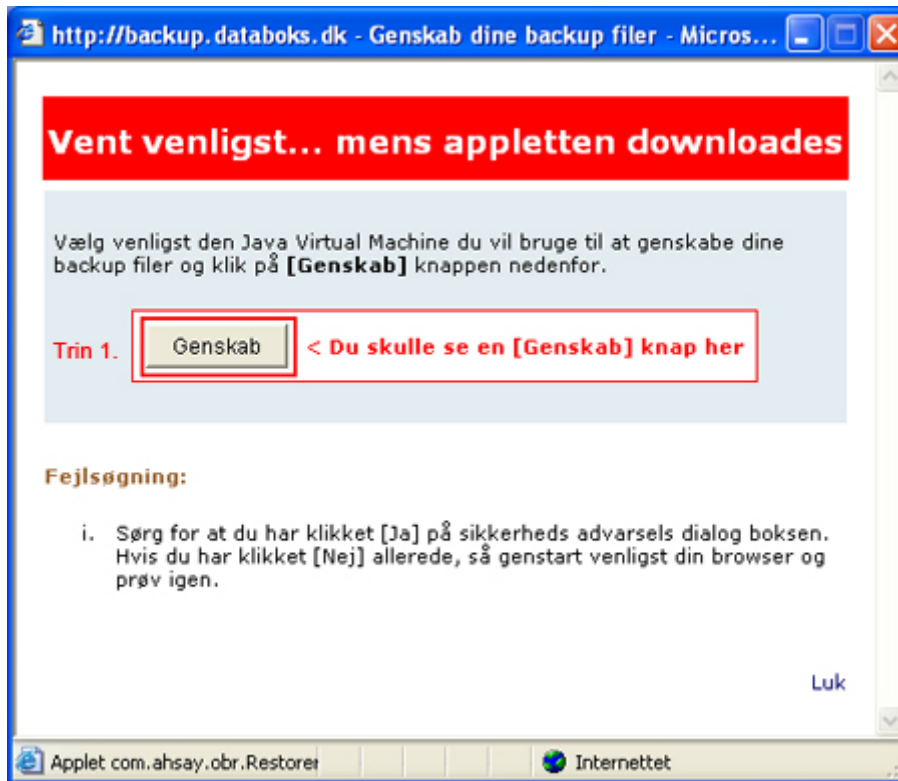 http://backup.databoks.dk - Genskab dine backup filer - Micros...
Vent venligst... mens appletten downloades
Vælg venligst den Java Virtual Machine du vil bruge til at genskabe dine
backup filer og klik på [Genskab] knappen nedenfor.
Trin 1. Genskab < Du skulle se en [Genskab] knap her
Fejlsøgning:
i. Sørg for at du har klikket [Ja] på sikkerheds advarsels dialog boksen.
Hvis du har klikket [Nej] allerede, så genstart venligst din browser og
prøv igen.
Luk
Applet com.ahsay.obr.Restorer Internettet